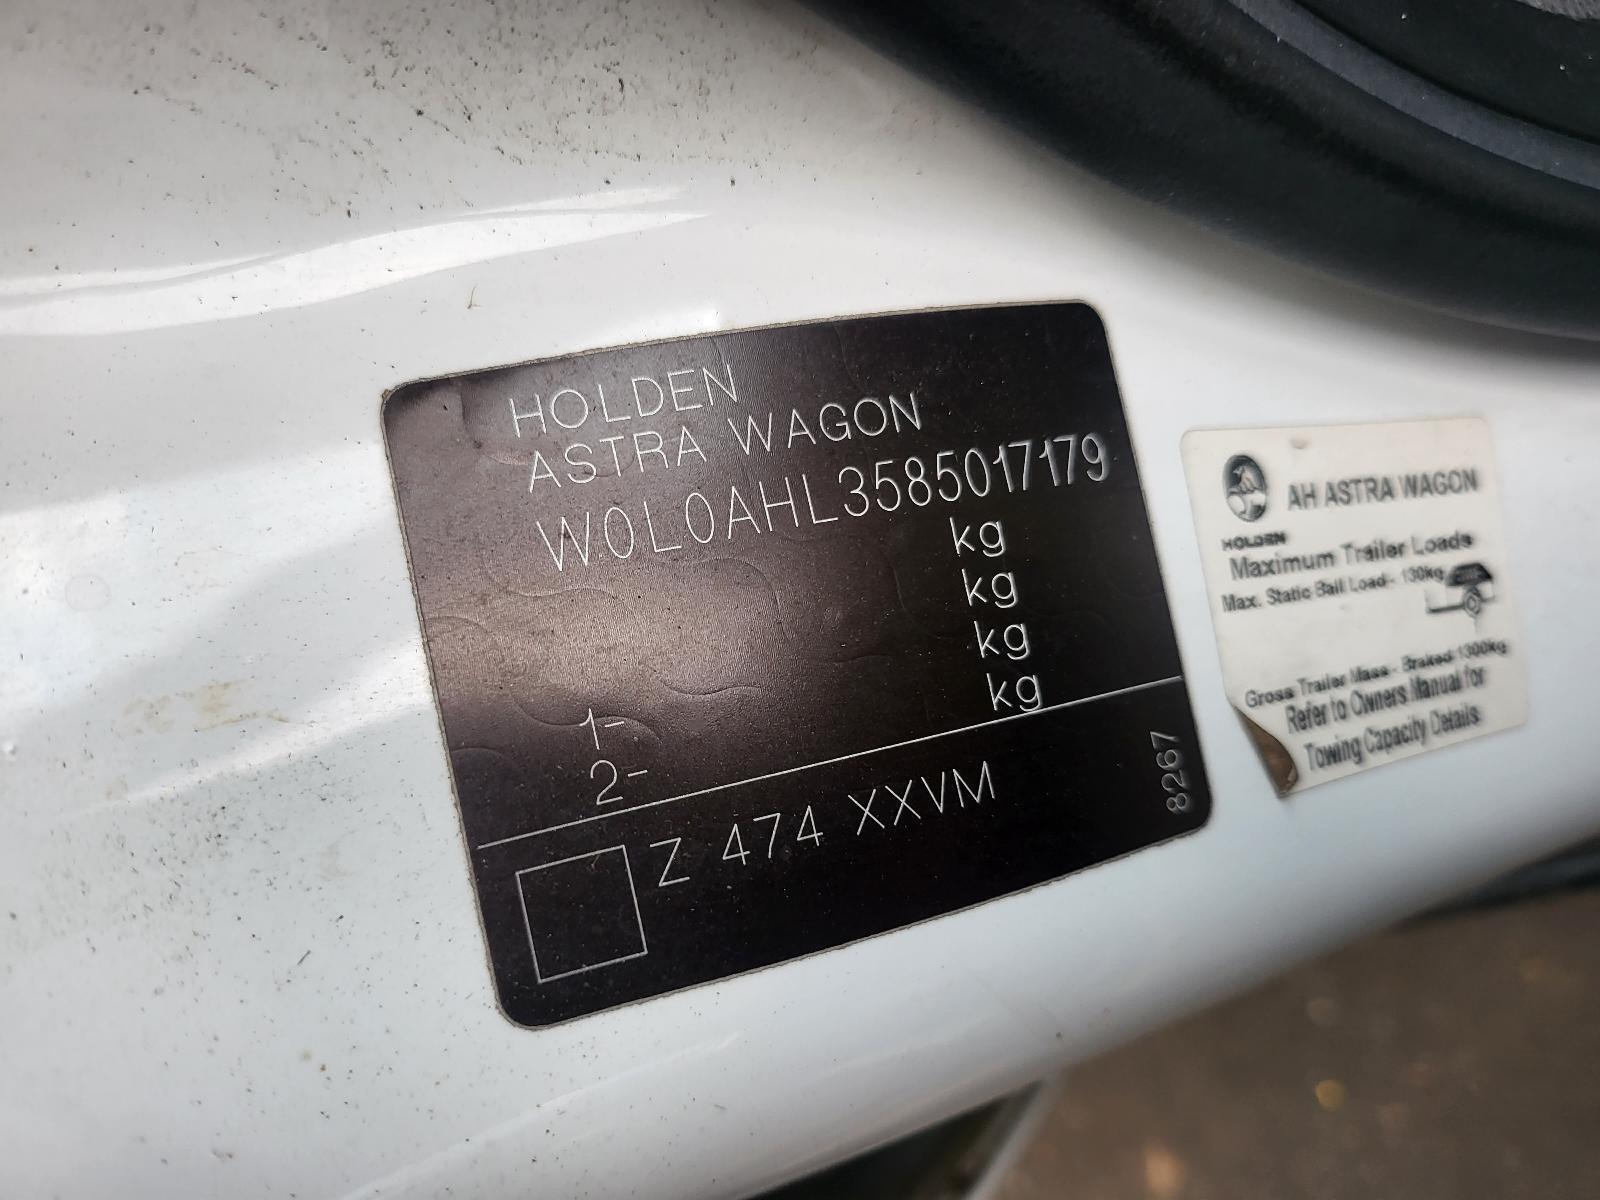 HOLDEN
ASTRA WAGON
W0L0AHL3585017179
kg
kg
kg
kg
1-
2-
Z 474 XXVM
8267
AH ASTRA WAGON
HOLDEN
Maximum Trailer Loads
Max. Static Ball Load - 130kg
Gross Trailer Mass - Braked 1300kg
Refer to Owners Manual for
Towing Capacity Details